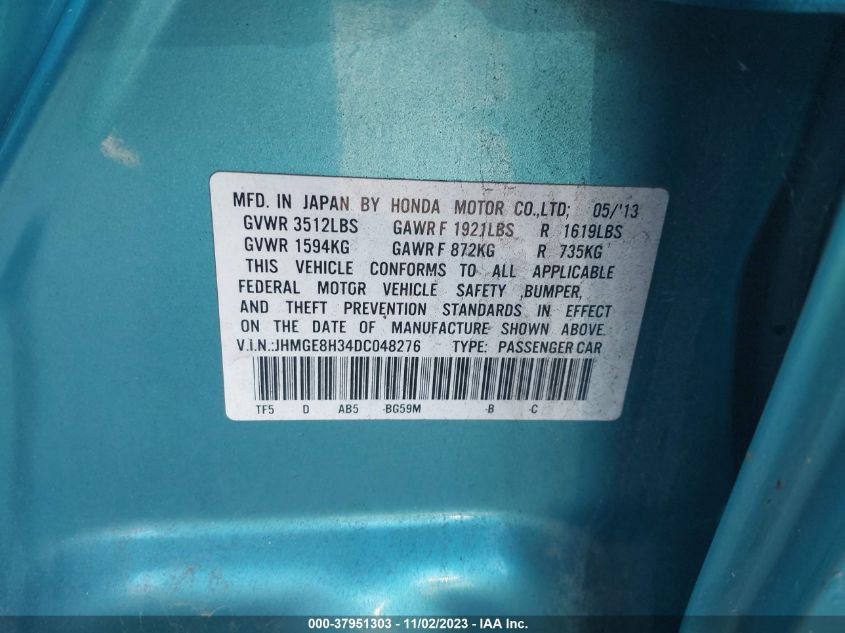 MFD. IN JAPAN BY HONDA MOTOR CO.,LTD; 05/'13
GVWR 3512LBS GAWR F 1921LBS R 1619LBS
GVWR 1594KG GAWR F 872KG R 735KG
THIS VEHICLE CONFORMS TO ALL APPLICABLE
FEDERAL MOTOR VEHICLE SAFETY ,BUMPER,
AND THEFT PREVENTION STANDARDS IN EFFECT
ON THE DATE OF MANUFACTURE SHOWN ABOVE.
V.I.N.:JHMGE8H34DC048276 TYPE: PASSENGER CAR
TF5 D AB5 -BG59M -B -C
000-37951303 - 11/02/2023 - IAA Inc.